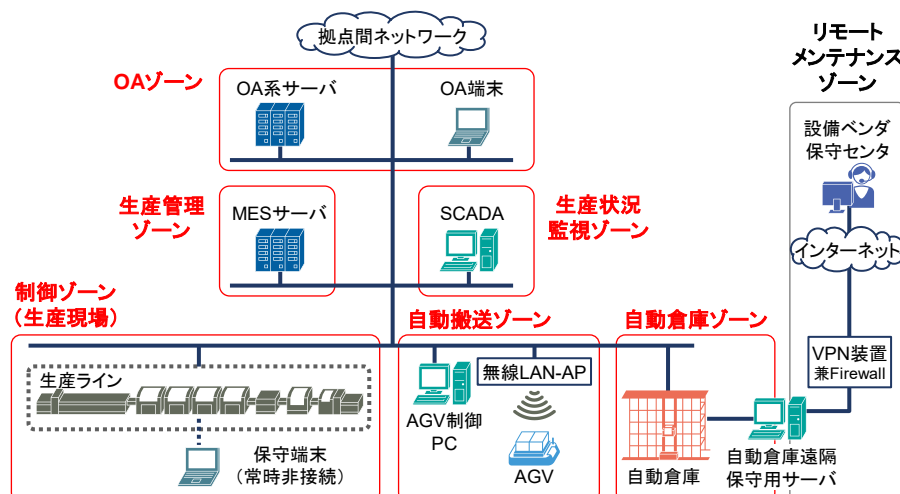 拠点間ネットワーク
OAゾーン
OA系サーバ
OA端末
リモート
メンテナンス
ゾーン
設備ベンダ
保守センタ
生産管理
ゾーン
MESサーバ
SCADA
生産状況
監視ゾーン
インターネット
制御ゾーン
(生産現場)
自動搬送ゾーン
自動倉庫ゾーン
生産ライン
無線LAN-AP
VPN装置
兼Firewall
AGV制御
PC
保守端末
(常時非接続)
AGV
自動倉庫
自動倉庫遠隔
保守用サーバ